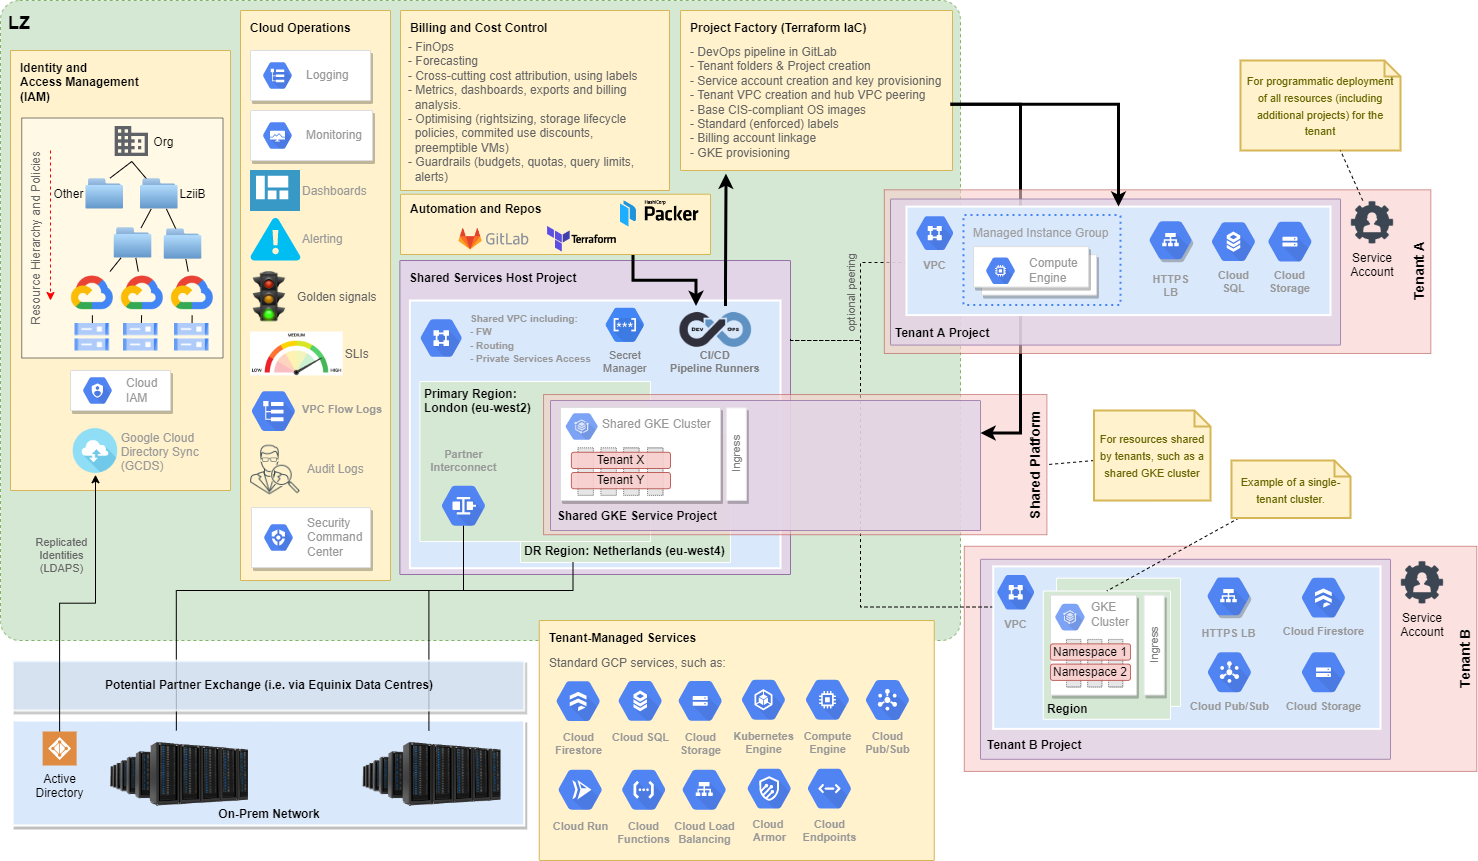 LZ
Identity and
Access Management
(IAM)
Org
Other
LziiB
Resource Hierarchy and Policies
Cloud
IAM
Google Cloud
Directory Sync
(GCDS)
Replicated
Identities
(LDAPS)
Cloud Operations
Logging
Monitoring
Dashboards
Alerting
Golden signals
LOW
MEDIUM
HIGH
SLIs
VPC Flow Logs
Audit Logs
Security
Command
Center
Billing and Cost Control
- FinOps
- Forecasting
- Cross-cutting cost attribution, using labels
- Metrics, dashboards, exports and billing
analysis.
- Optimising (rightsizing, storage lifecycle
policies, commited use discounts,
preemptible VMs)
- Guardrails (budgets, quotas, query limits,
alerts)
Project Factory (Terraform IaC)
- DevOps pipeline in GitLab
- Tenant folders & Project creation
- Service account creation and key provisioning
- Tenant VPC creation and hub VPC peering
- Base CIS-compliant OS images
- Standard (enforced) labels
- Billing account linkage
- GKE provisioning
Automation and Repos
GitLab
Terraform
HashiCorp
Packer
Shared Services Host Project
Shared VPC including:
- FW
- Routing
- Private Services Access
Secret
Manager
DEV
OPS
CI/CD
Pipeline Runners
Primary Region:
London (eu-west2)
Partner
Interconnect
DR Region: Netherlands (eu-west4)
Shared GKE Cluster
Tenant X
Tenant Y
Ingress
Shared GKE Service Project
Shared Platform
optional peering
For programmatic deployment
of all resources (including
additional projects) for the
tenant
VPC
Managed Instance Group
Compute
Engine
HTTPS
LB
Cloud
SQL
Cloud
Storage
Tenant A Project
Service
Account
Tenant A
For resources shared
by tenants, such as a
shared GKE cluster
Example of a single-
tenant cluster.
VPC
GKE
Cluster
Namespace 1
Namespace 2
Ingress
Region
HTTPS LB
Cloud Firestore
Cloud Pub/Sub
Cloud Storage
Tenant B Project
Service
Account
Tenant B
Potential Partner Exchange (i.e. via Equinix Data Centres)
Active
Directory
On-Prem Network
Tenant-Managed Services
Standard GCP services, such as:
Cloud
Firestore
Cloud SQL
Cloud
Storage
Kubernetes
Engine
Compute
Engine
Cloud
Pub/Sub
Cloud Run
Cloud
Functions
Cloud Load
Balancing
Cloud
Armor
Cloud
Endpoints